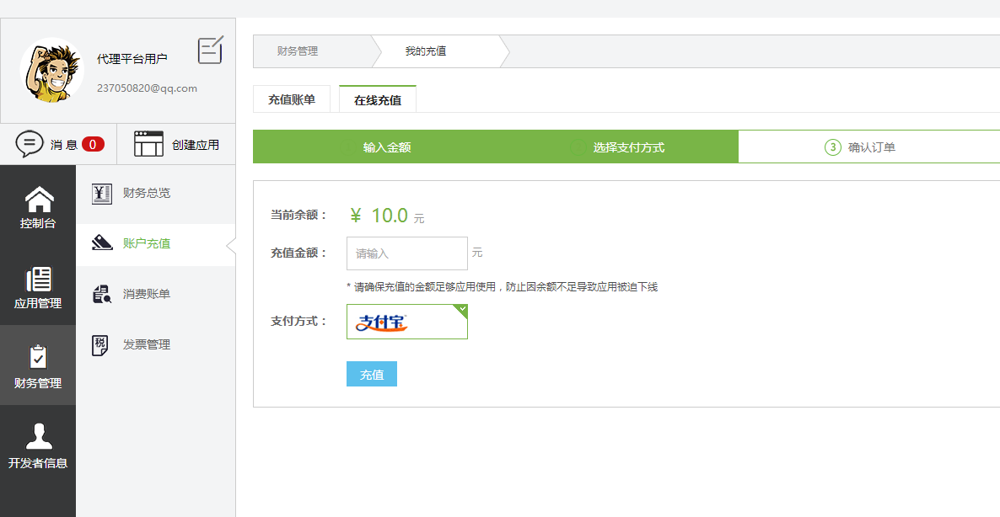 代理平台用户
237050820@qq.com
消息 0
创建应用
控制台
应用管理
财务管理
开发者信息
财务总览
账户充值
消费账单
税
发票管理
财务管理
我的充值
充值账单
在线充值
输入金额
选择支付方式
3 确认订单
当前余额：
¥ 10.0 元
充值金额：
请输入
元
* 请确保充值的金额足够应用使用，防止因余额不足导致应用被迫下线
支付方式：
支付宝
充值